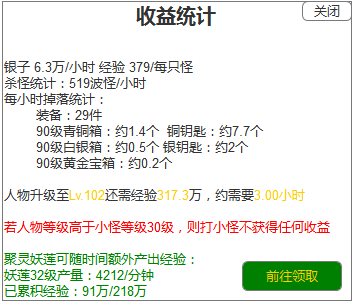 收益统计
关闭
银子 6.3万/小时 经验 379/每只怪
杀怪统计：519波怪/小时
每小时掉落统计：
装备：29件
90级青铜箱：约1.4个 铜钥匙：约7.7个
90级白银箱：约0.5个 银钥匙：约2个
90级黄金宝箱：约0.2个
人物升级至Lv.102还需经验317.3万，约需要3.00小时
若人物等级高于小怪等级30级，则打小怪不获得任何收益
聚灵妖莲可随时间额外产出经验：
妖莲32级产量：4212/分钟
已累积经验：91万/218万
前往领取